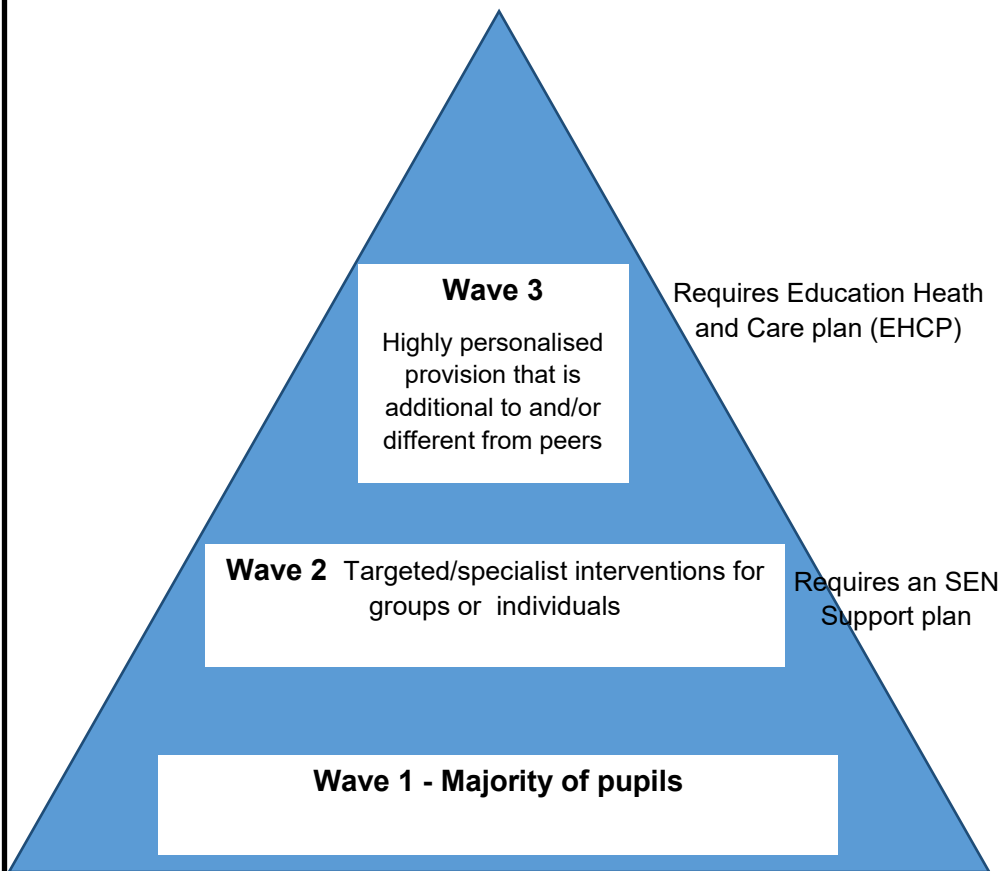 Wave 3
Highly personalised
provision that is
additional to and/or
different from peers
Requires Education Heath
and Care plan (EHCP)
Wave 2 Targeted/specialist interventions for
groups or individuals
Requires an SEN
Support plan
Wave 1 - Majority of pupils